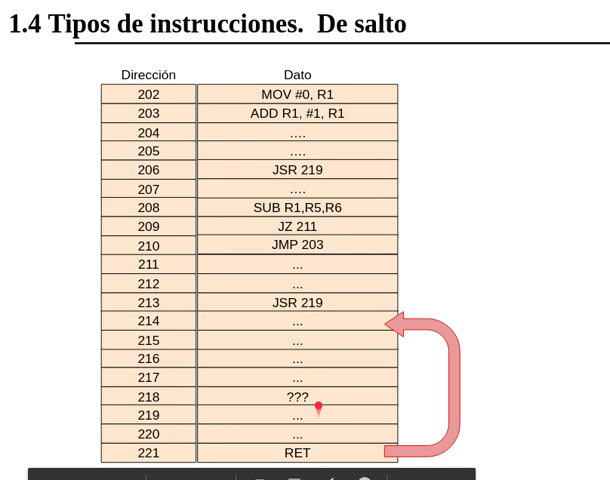 1.4 Tipos de instrucciones.  De salto
Dirección Dato
202 MOV #0, R1
203 ADD R1, #1, R1
204 ....
205 ....
206 JSR 219
207 ....
208 SUB R1,R5,R6
209 JZ 211
210 JMP 203
211 ...
212 ...
213 JSR 219
214 ...
215 ...
216 ...
217 ...
218 ???
219 ...
220 ...
221 RET